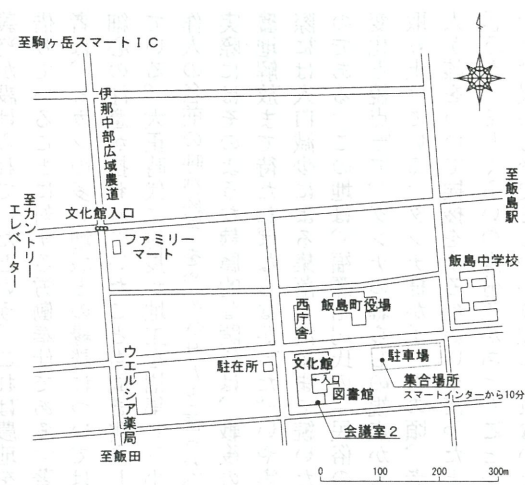 至駒ヶ岳スマートIC
伊那中部広域農道
至飯島駅
至カントリー
エレベーター
文化館入口
ファミリー
マート
飯島中学校
西庁舎
飯島町役場
ウエルシア薬局
駐在所
文化館
←入口
図書館
駐車場
集合場所
スマートインターから10分
会議室2
至飯田
0 100 200 300m